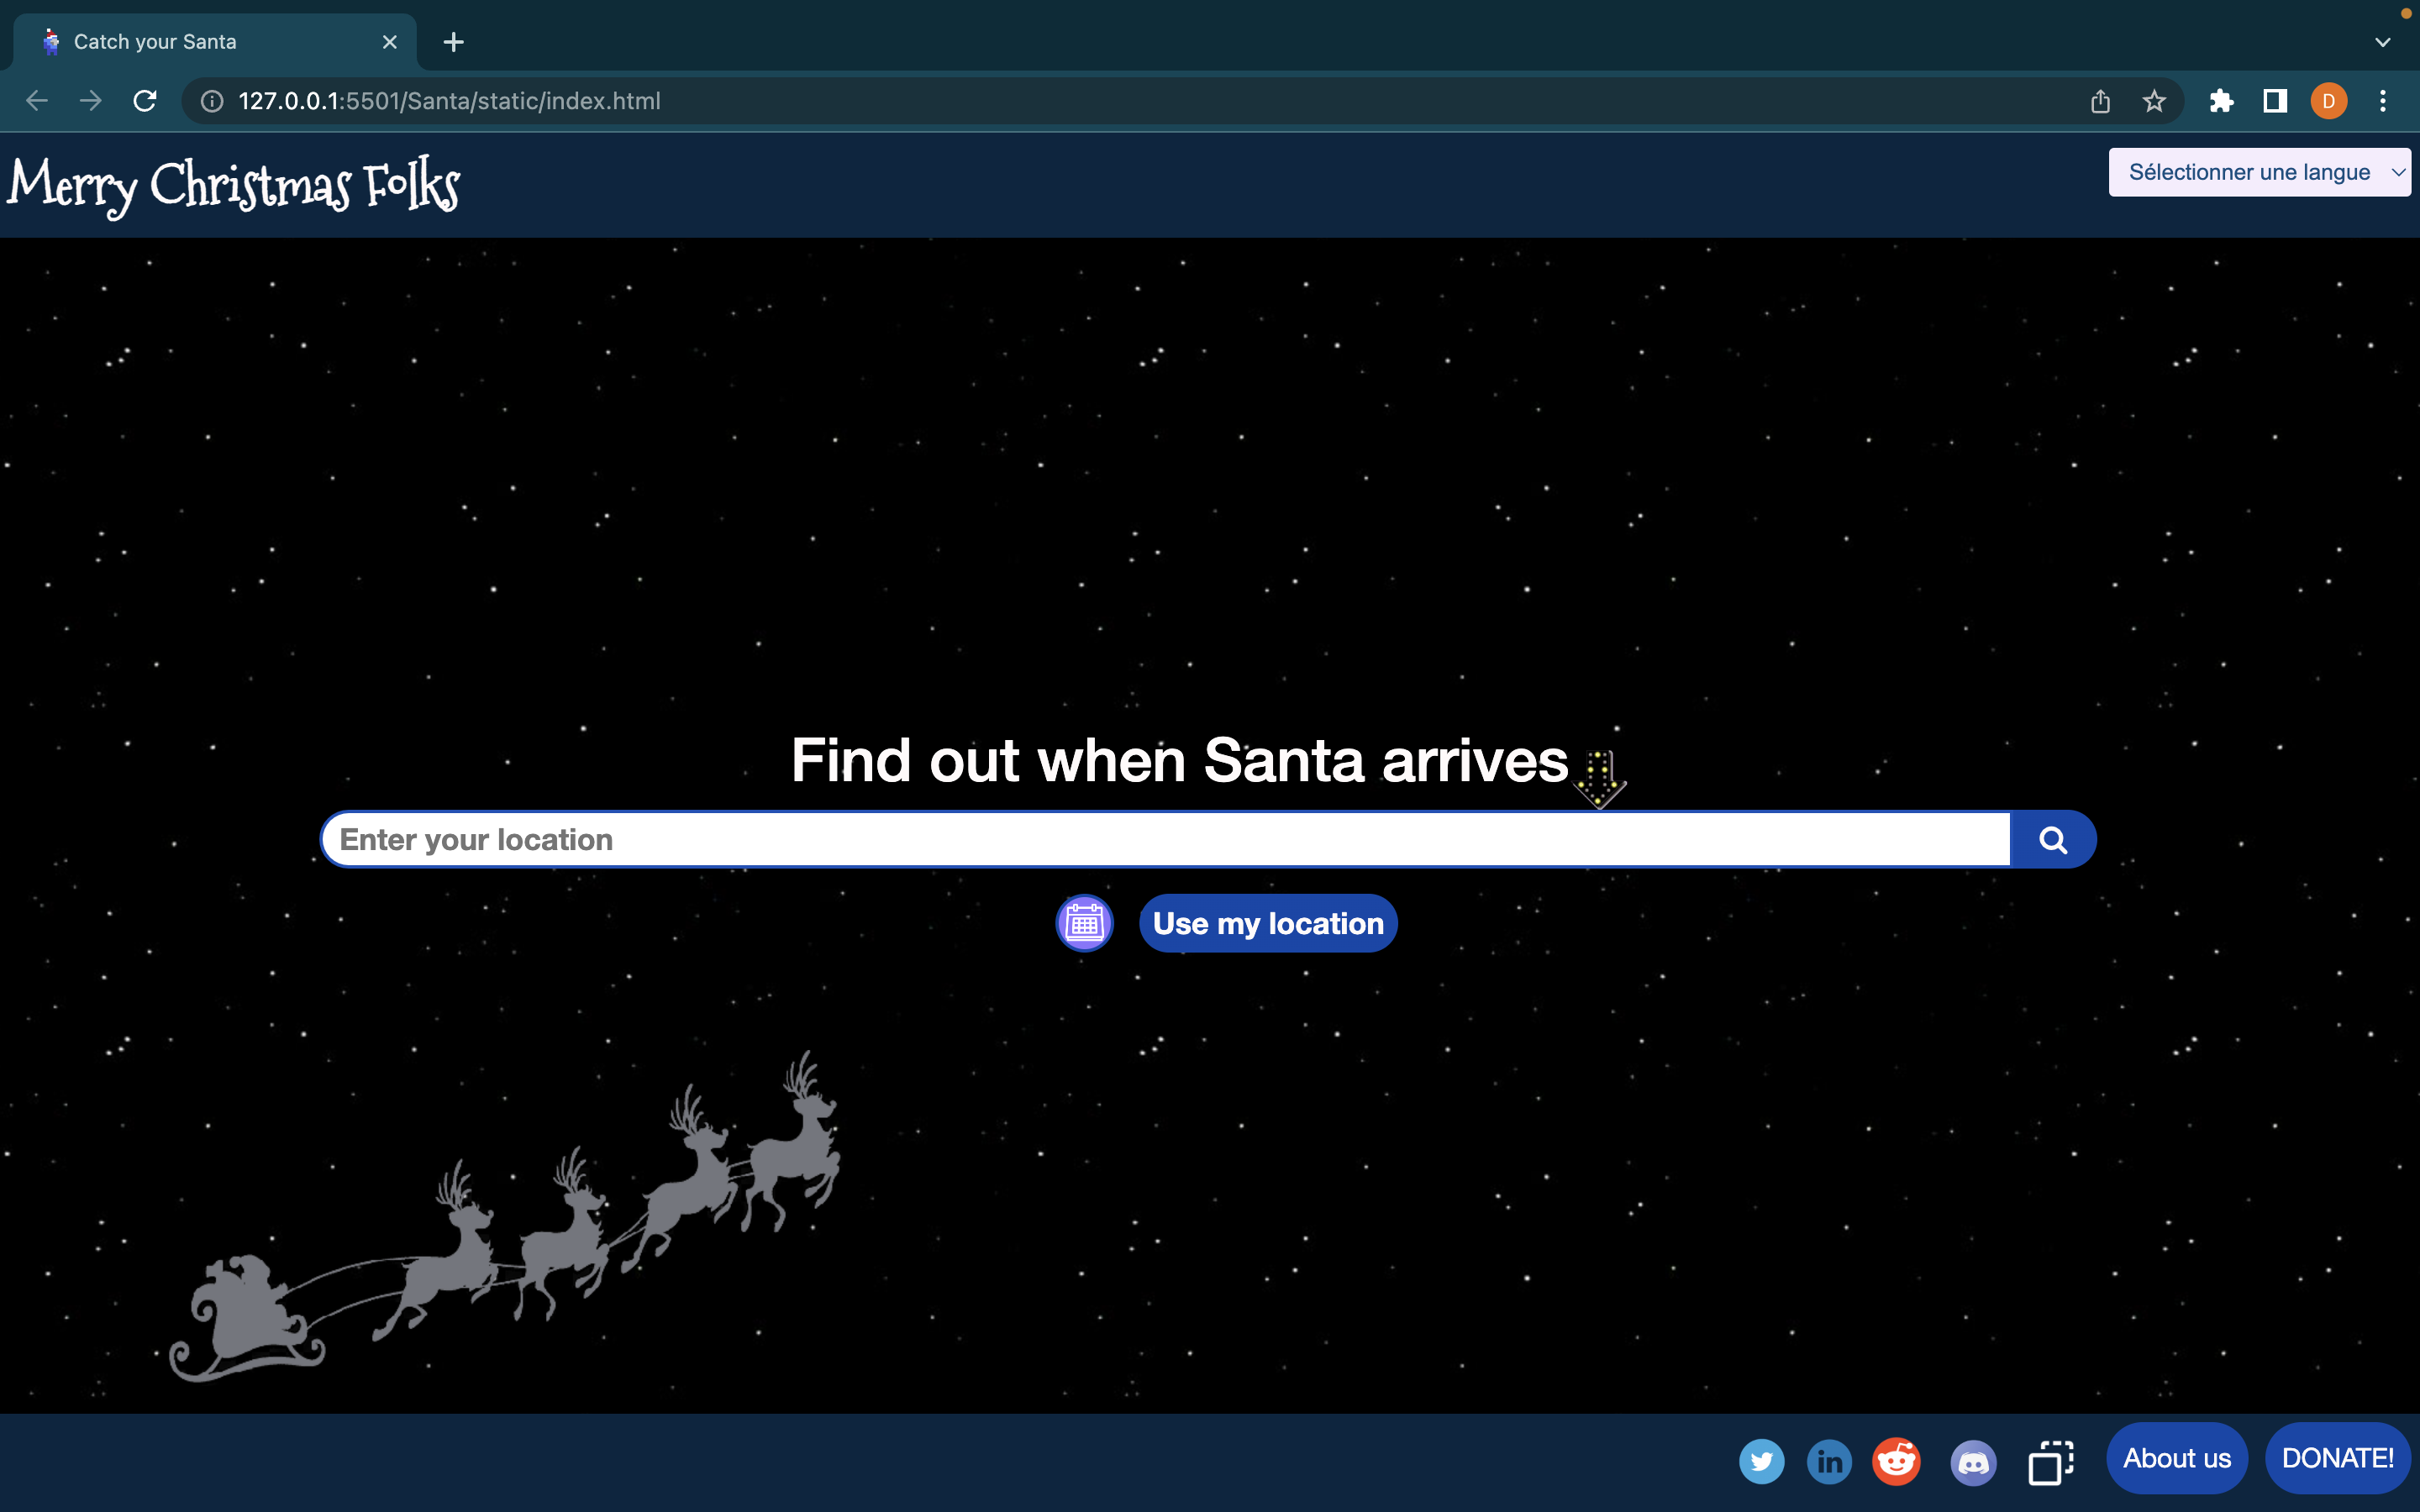 Catch your Santa
127.0.0.1:5501/Santa/static/index.html
D
Merry Christmas Folks
Sélectionner une langue
Find out when Santa arrives
Enter your location
Use my location
in
About us
DONATE!